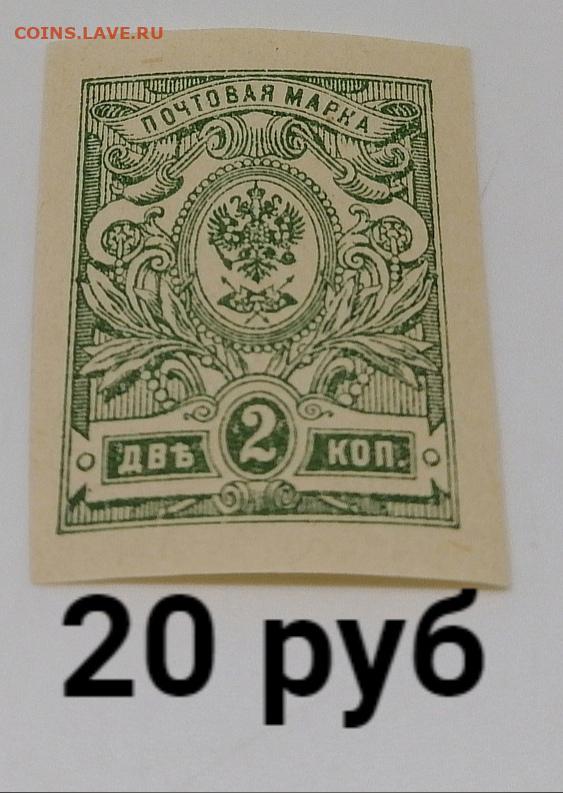 COINS.LAVE.RU
ПОЧТОВАЯ МАРКА
2
ДВѢ КОП.
20 руб